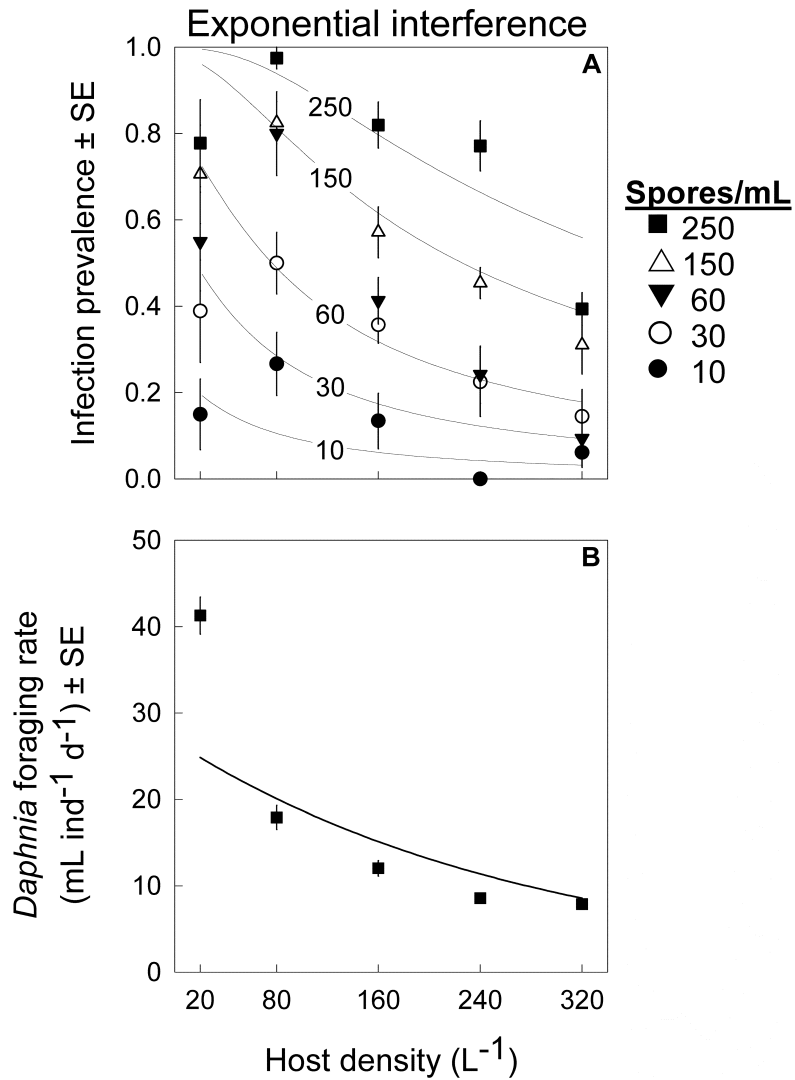 Exponential interference
A
1.0
0.8
0.6
0.4
0.2
0.0
Infection prevalence ± SE
250
150
60
30
10
Spores/mL
250
150
60
30
10
B
50
40
30
20
10
0
Daphnia foraging rate
(mL ind⁻¹ d⁻¹) ± SE
20 80 160 240 320
Host density (L⁻¹)